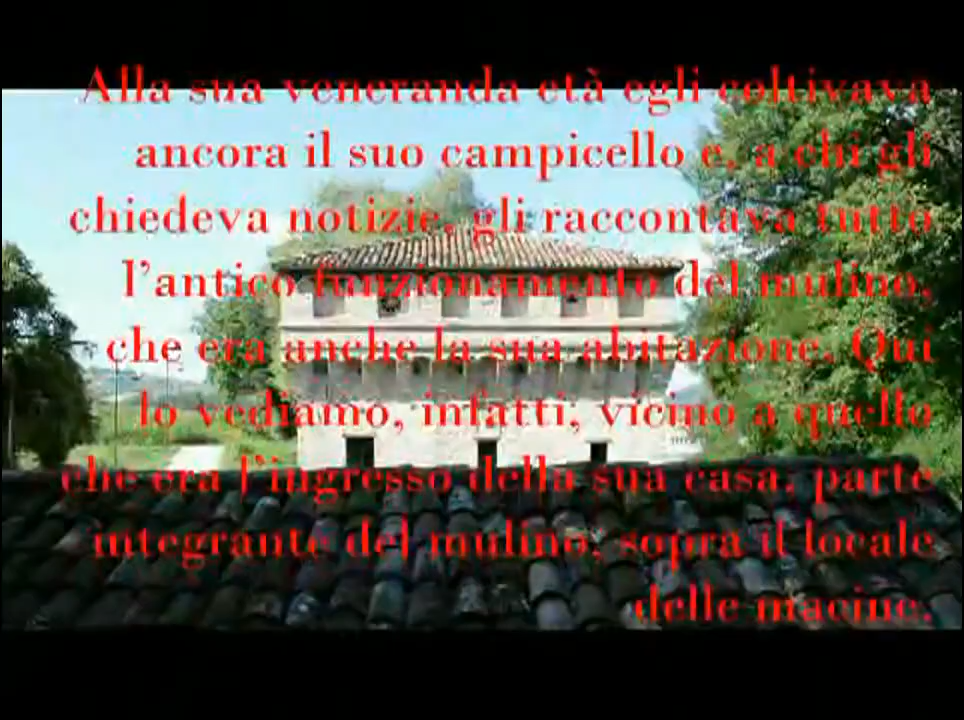 Alla sua veneranda età egli coltivava
ancora il suo campicello e, a chi gli
chiedeva notizie, gli raccontava tutto
l'antico funzionamento del mulino,
che era anche la sua abitazione. Qui
lo vediamo, infatti, vicino a quello
che era l'ingresso della sua casa, parte
integrante del mulino, sopra il locale
delle macine.